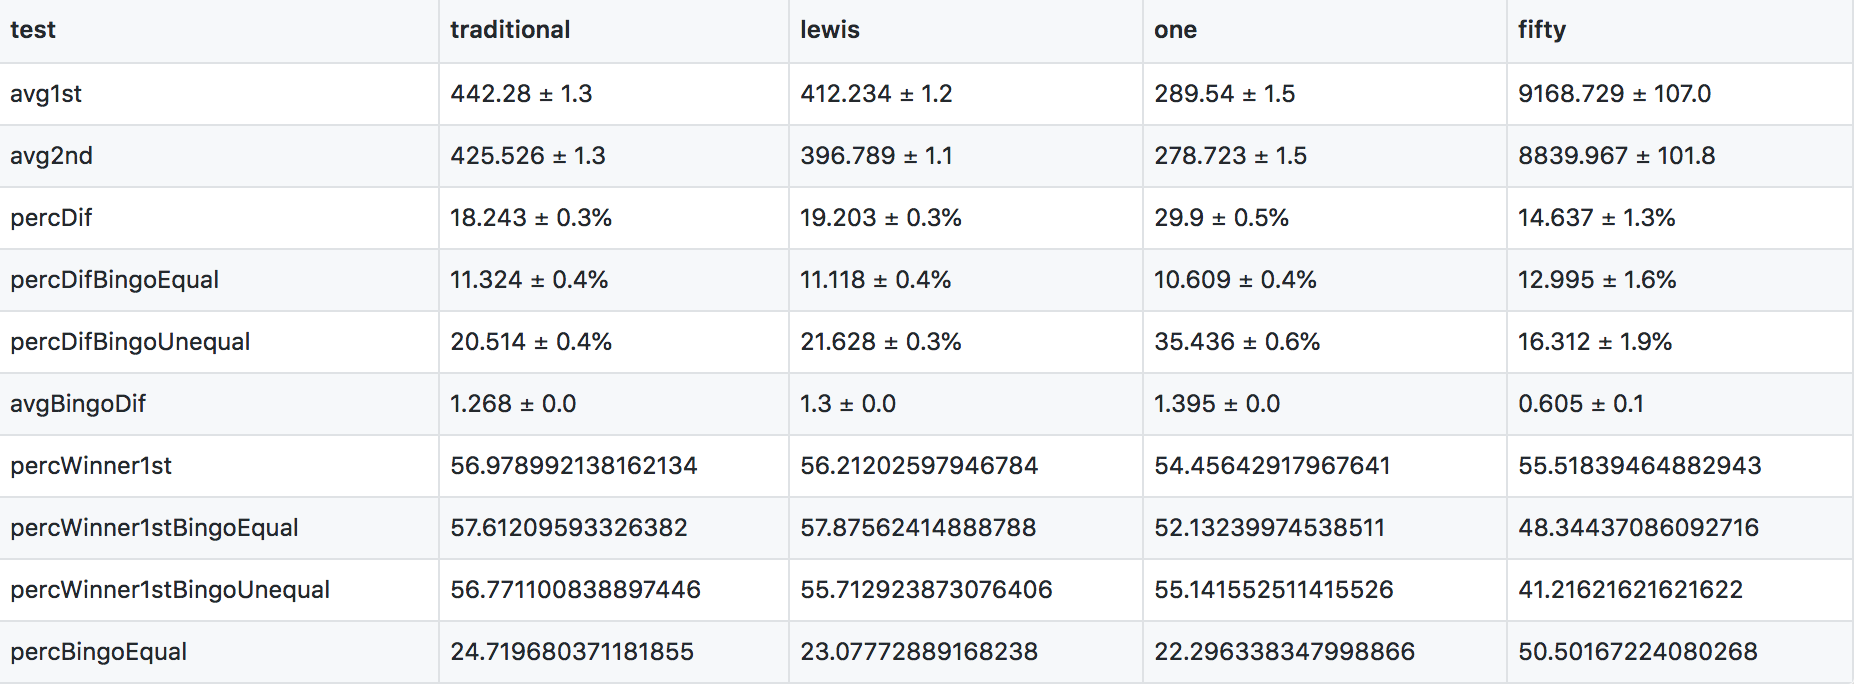 test traditional lewis one fifty
avg1st 442.28 ± 1.3 412.234 ± 1.2 289.54 ± 1.5 9168.729 ± 107.0
avg2nd 425.526 ± 1.3 396.789 ± 1.1 278.723 ± 1.5 8839.967 ± 101.8
percDif 18.243 ± 0.3% 19.203 ± 0.3% 29.9 ± 0.5% 14.637 ± 1.3%
percDifBingoEqual 11.324 ± 0.4% 11.118 ± 0.4% 10.609 ± 0.4% 12.995 ± 1.6%
percDifBingoUnequal 20.514 ± 0.4% 21.628 ± 0.3% 35.436 ± 0.6% 16.312 ± 1.9%
avgBingoDif 1.268 ± 0.0 1.3 ± 0.0 1.395 ± 0.0 0.605 ± 0.1
percWinner1st 56.978992138162134 56.21202597946784 54.45642917967641 55.51839464882943
percWinner1stBingoEqual 57.61209593326382 57.87562414888788 52.13239974538511 48.34437086092716
percWinner1stBingoUnequal 56.771100838897446 55.712923873076406 55.141552511415526 41.21621621621622
percBingoEqual 24.719680371181855 23.07772889168238 22.296338347998866 50.50167224080268